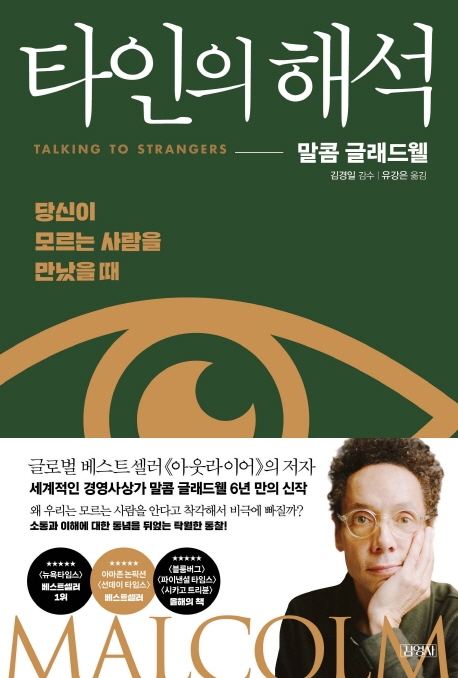 타인의 해석
TALKING TO STRANGERS
말콤 글래드웰
김경일 감수 | 유강은 옮김
당신이
모르는 사람을
만났을 때
글로벌 베스트셀러 《아웃라이어》의 저자
세계적인 경영사상가 말콤 글래드웰 6년 만의 신작
왜 우리는 모르는 사람을 안다고 착각해서 비극에 빠질까?
소통과 이해에 대한 통념을 뒤엎는 탁월한 통찰!
★★★★★
〈뉴욕타임스〉
베스트셀러
1위
★★★★★
아마존 논픽션
〈선데이 타임스〉
베스트셀러
★★★★★
〈블룸버그〉
〈파이낸셜 타임스〉
〈시카고 트리뷴〉
올해의 책
MALCOLM
김영사